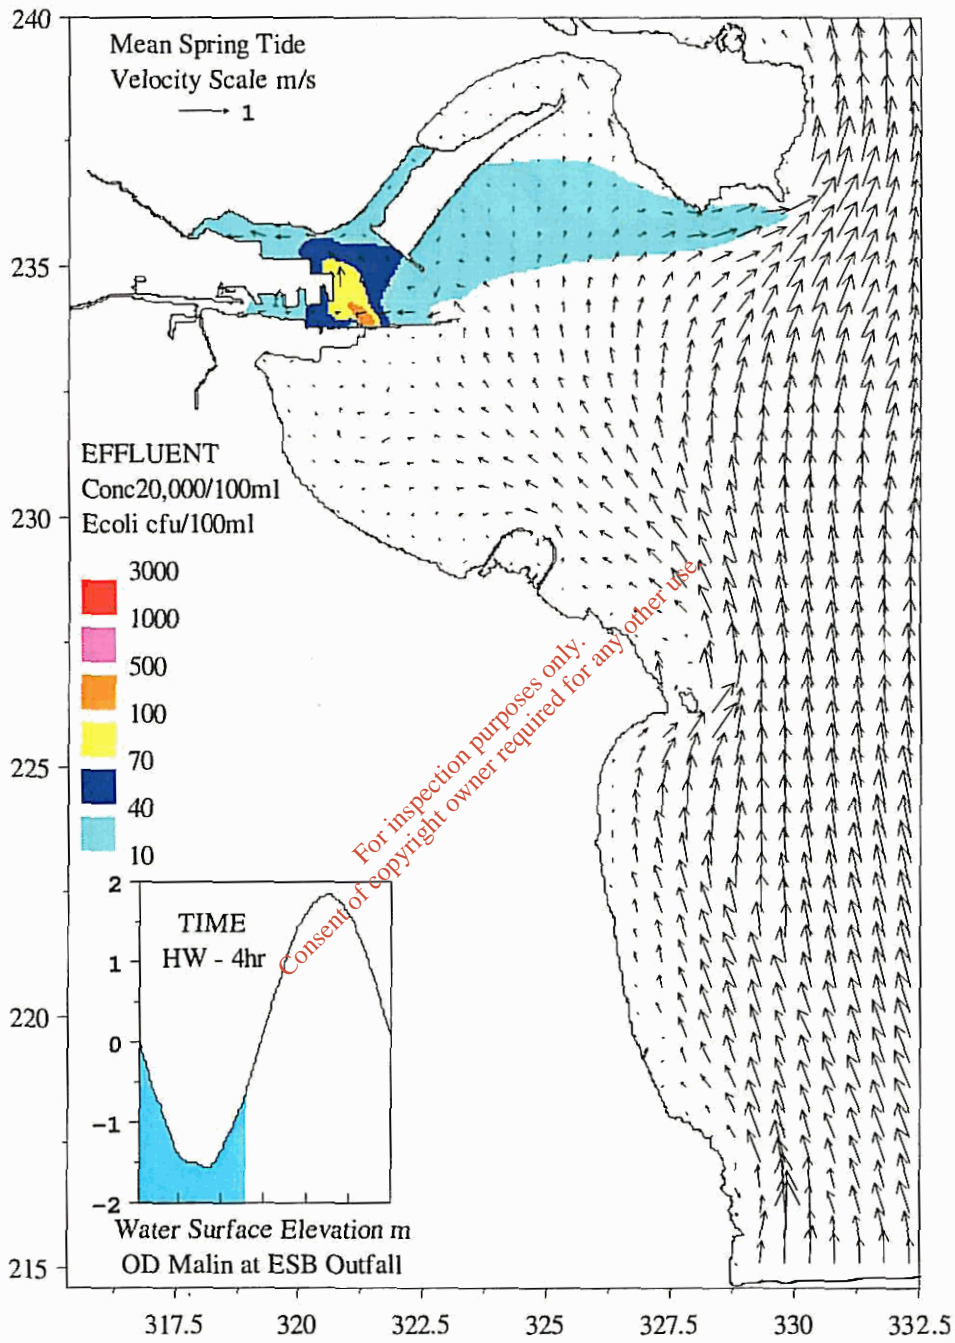 240
Mean Spring Tide
Velocity Scale m/s
1
235
EFFLUENT
Conc20,000/100ml
Ecoli cfu/100ml
230
3000
1000
500
100
70
40
10
For inspection purposes only.
Consent of copyright owner required for any other use.
225
2
TIME
HW - 4hr
1
220
0
-1
-2
Water Surface Elevation m
OD Malin at ESB Outfall
215
317.5 320 322.5 325 327.5 330 332.5